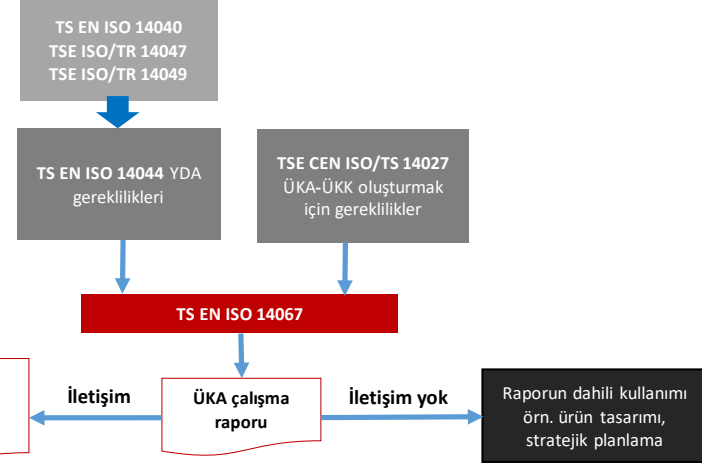 TS EN ISO 14040
TSE ISO/TR 14047
TSE ISO/TR 14049
TS EN ISO 14044 YDA
gereklilikleri
TSE CEN ISO/TS 14027
ÜKA-ÜKK oluşturmak
için gereklilikler
TS EN ISO 14067
İletişim
ÜKA çalışma
raporu
İletişim yok
Raporun dahili kullanımı
örn. ürün tasarımı,
stratejik planlama